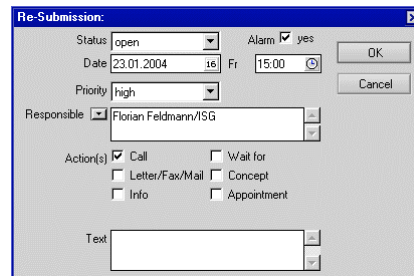 Re-Submission:
Status open Alarm yes
OK
Date 23.01.2004 16 Fr 15:00
Cancel
Priority high
Responsible Florian Feldmann/ISG
Action(s) Call Wait for
Letter/Fax/Mail Concept
Info Appointment
Text